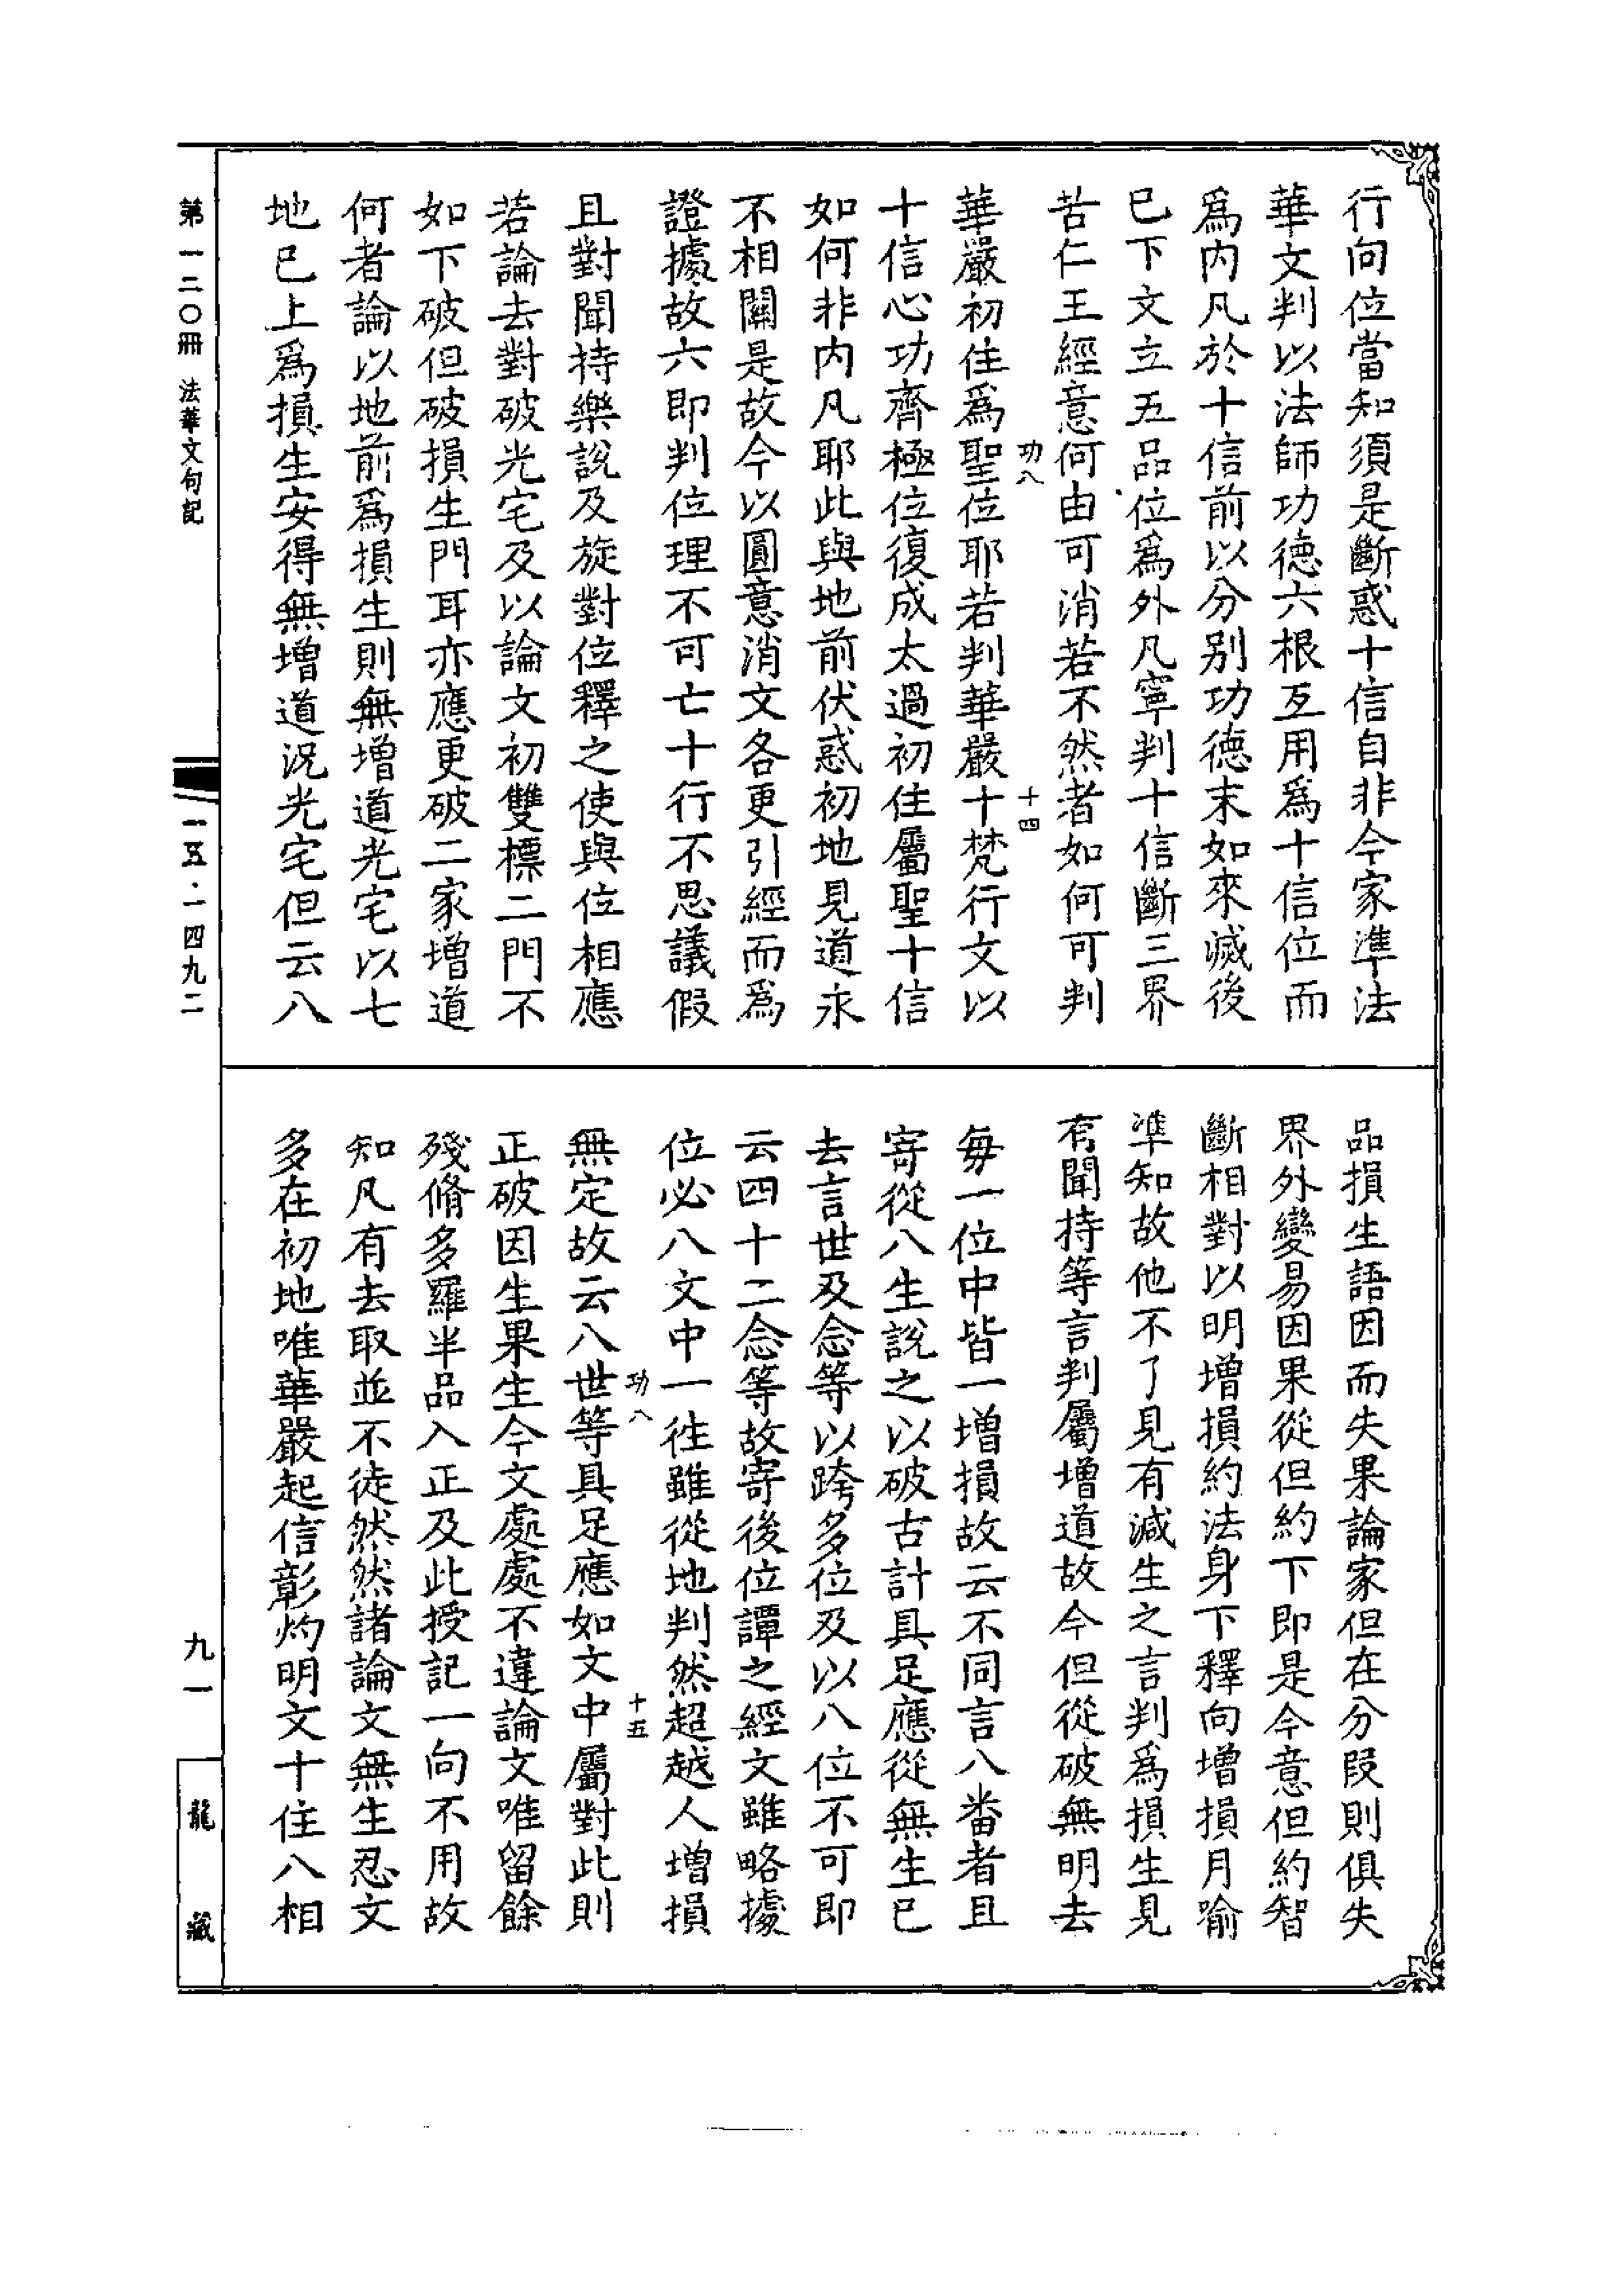 行向位當知須是斷惑十信自非今家準法
華文判以法師功德六根互用爲十信位而
爲内凡於十信前以分别功德末如來滅後
已下文立五品位爲外凡寧判十信斷三界
苦仁王經意何由可消若不然者如何可判
功八
十四
華嚴初住爲聖位耶若判華嚴十梵行文以
十信心功齊極位復成太過初住屬聖十信
如何非内凡耶此與地前伏惑初地見道永
不相關是故今以圓意消文各更引經而爲
證據故六即判位理不可亡十行不思議假
且對聞持樂說及旋對位釋之使與位相應
若論去對破光宅及以論文初雙標二門不
如下破但破損生門耳亦應更破二家增道
何者論以地前爲損生則無增道光宅以七
地已上爲損生安得無增道況光宅但云八
品損生語因而失果論家但在分段則俱失
界外變易因果從但約下即是今意但約智
斷相對以明增損約法身下釋向增損月喻
準知故他不了見有減生之言判爲損生見
有聞持等言判屬增道故今但從破無明去
每一位中皆一增損故云不同言八番者且
寄從八生說之以破古計具足應從無生已
去言世及念等以跨多位及以八位不可即
云四十二念等故寄後位譚之經文雖略據
位必八文中一往雖從地判然超越人增損
功八
十五
無定故云八世等具足應如文中屬對此則
正破因生果生今文處處不違論文唯留餘
殘脩多羅半品入正及此授記一向不用故
知凡有去取並不徒然然諸論文無生忍文
多在初地唯華嚴起信彰灼明文十住八相
第一二〇冊 法華文句記
一五·一四九二
九一
龍藏